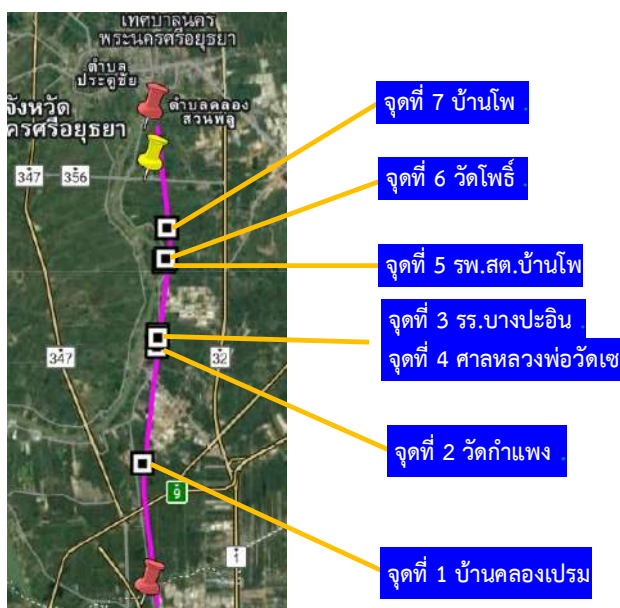 เทศบาลนคร
พระนครศรีอยุธยา
ตำบล
ประตูชัย
จังหวัด
ครศรีอยุธยา
ตำบลคลอง
สวนพลู
347
356
347
32
9
1
จุดที่ 7 บ้านโพ .
จุดที่ 6 วัดโพธิ์ .
จุดที่ 5 รพ.สต.บ้านโพ
จุดที่ 3 รร.บางปะอิน .
จุดที่ 4 ศาลหลวงพ่อวัดเซ
จุดที่ 2 วัดกำแพง .
จุดที่ 1 บ้านคลองเปรม